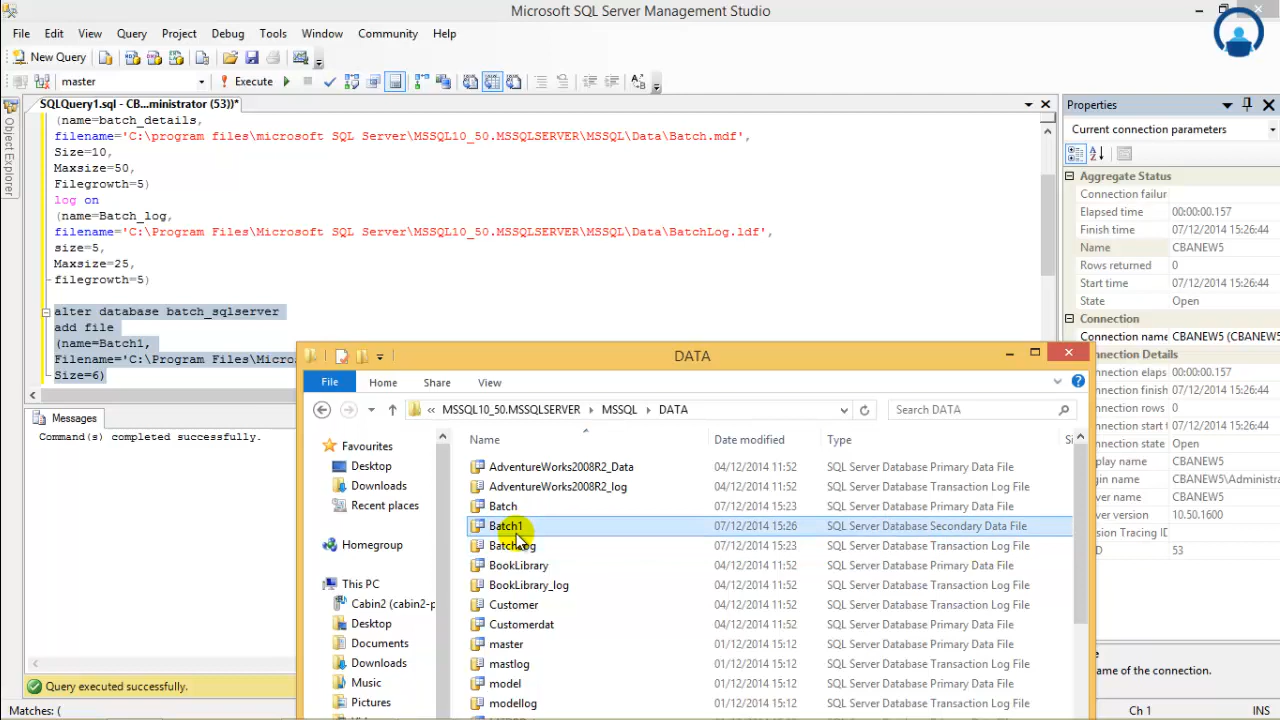 Microsoft SQL Server Management Studio
File Edit View Query Project Debug Tools Window Community Help
New Query
master
Execute
SQLQuery1.sql - CB...ministrator (53))*
(name=batch_details,
filename='C:\program files\microsoft SQL Server\MSSQL10_50.MSSQLSERVER\MSSQL\Data\Batch.mdf',
Size=10,
Maxsize=50,
Filegrowth=5)
log on
(name=Batch_log,
filename='C:\Program Files\Microsoft SQL Server\MSSQL10_50.MSSQLSERVER\MSSQL\Data\BatchLog.ldf',
size=5,
Maxsize=25,
filegrowth=5)
alter database batch_sqlserver
add file
(name=Batch1,
Filename='C:\Program Files\Micro
Size=6)
Messages
Command(s) completed successfully.
Query executed successfully.
Matches: (
Object Explorer
Properties
Current connection parameters
Aggregate Status
Connection failur
Elapsed time 00:00:00.157
Finish time 07/12/2014 15:26:44
Name CBANEW5
Rows returned 0
Start time 07/12/2014 15:26:44
State Open
Connection
Connection name CBANEW5 (CBANEW5
onnection Details
onnection elaps 00:00:00.157
onnection finish 07/12/2014 15:26:44
onnection rows 0
onnection start t 07/12/2014 15:26:44
onnection state Open
play name CBANEW5
gin name CBANEW5\Administra
ver name CBANEW5
ver version 10.50.1600
sion Tracing ID
D 53
ame of the connection.
Ch 1 INS
DATA
File Home Share View
« MSSQL10_50.MSSQLSERVER MSSQL DATA
Search DATA
Favourites
Desktop
Downloads
Recent places
Homegroup
This PC
Cabin2 (cabin2-p
Desktop
Documents
Downloads
Music
Pictures
Name Date modified Type Si
AdventureWorks2008R2_Data 04/12/2014 11:52 SQL Server Database Primary Data File
AdventureWorks2008R2_log 04/12/2014 11:52 SQL Server Database Transaction Log File
Batch 07/12/2014 15:23 SQL Server Database Primary Data File
Batch1 07/12/2014 15:26 SQL Server Database Secondary Data File
BatchLog 07/12/2014 15:23 SQL Server Database Transaction Log File
BookLibrary 04/12/2014 11:52 SQL Server Database Primary Data File
BookLibrary_log 04/12/2014 11:52 SQL Server Database Transaction Log File
Customer 04/12/2014 11:52 SQL Server Database Transaction Log File
Customerdat 04/12/2014 11:52 SQL Server Database Primary Data File
master 01/12/2014 15:12 SQL Server Database Primary Data File
mastlog 01/12/2014 15:12 SQL Server Database Transaction Log File
model 01/12/2014 15:12 SQL Server Database Primary Data File
modellog 01/12/2014 15:12 SQL Server Database Transaction Log File